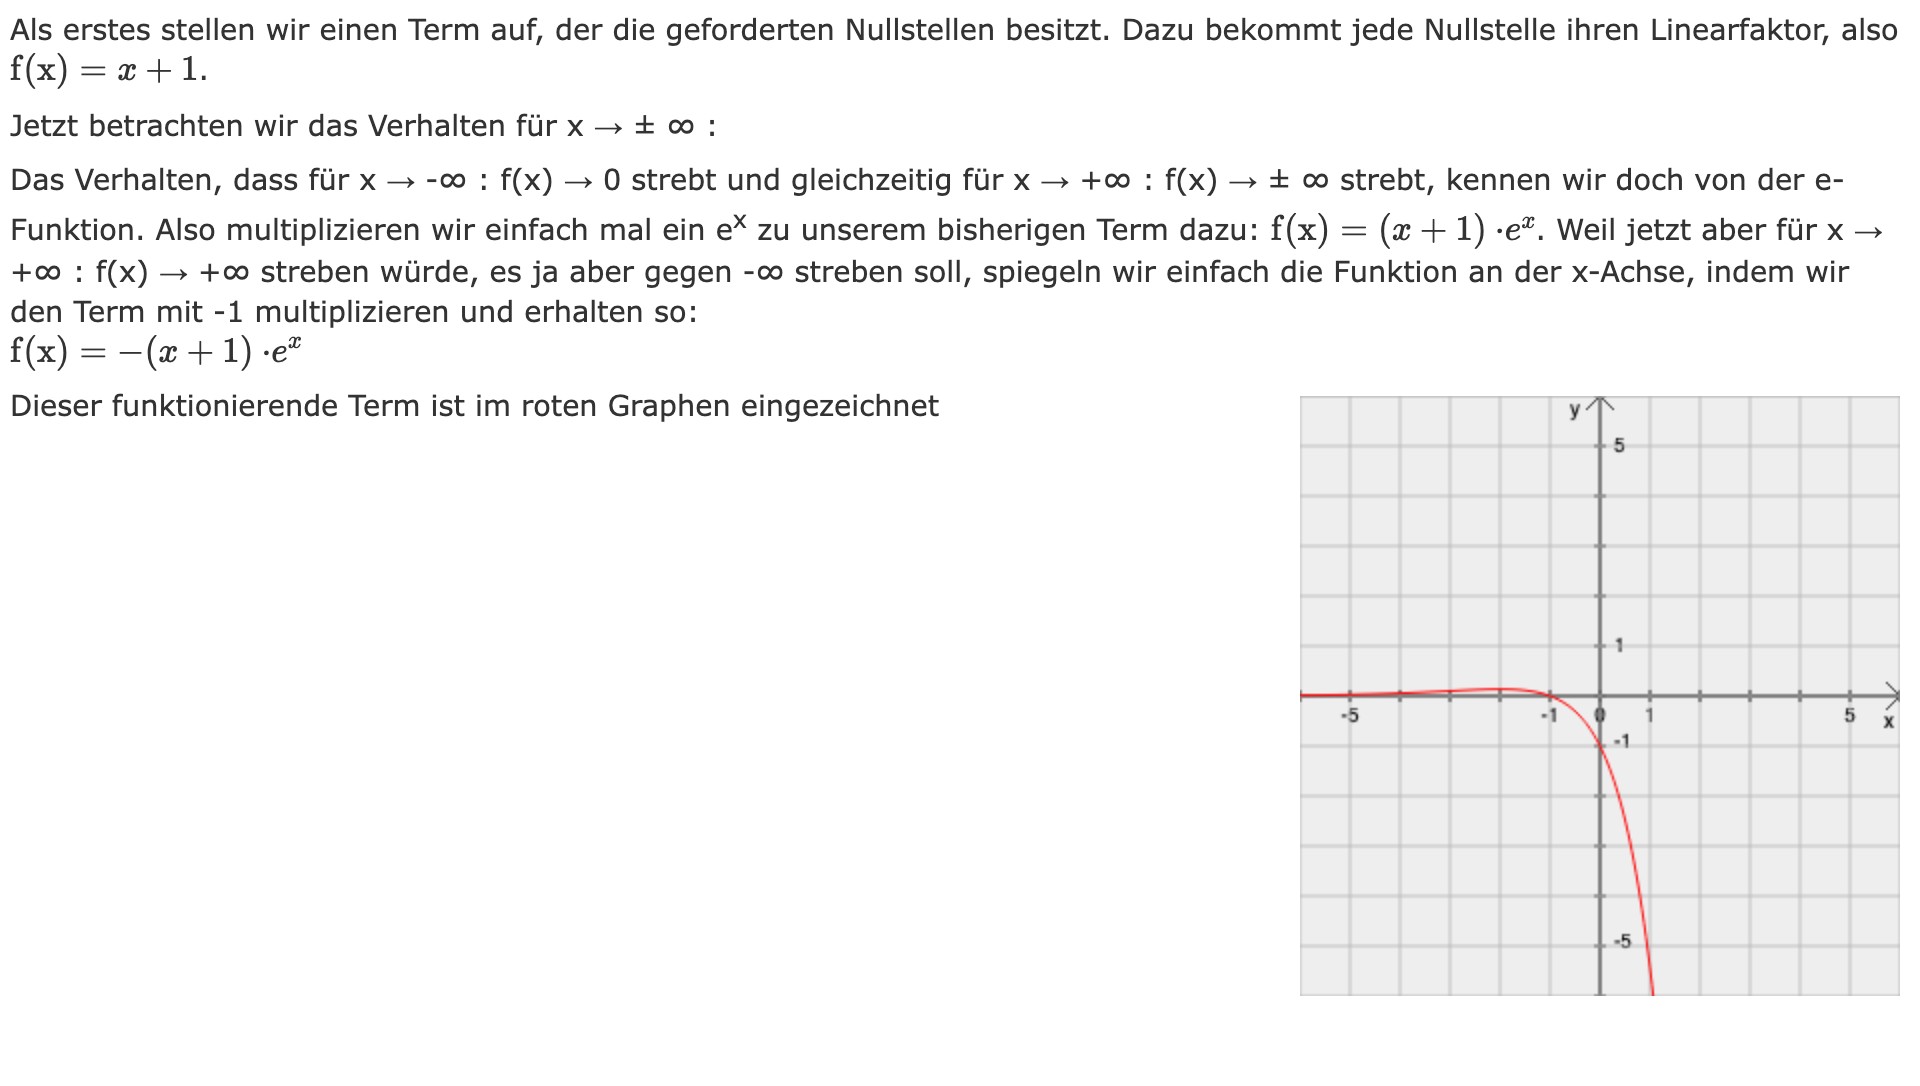 Als erstes stellen wir einen Term auf, der die geforderten Nullstellen besitzt. Dazu bekommt jede Nullstelle ihren Linearfaktor, also
f(x) = x + 1.
Jetzt betrachten wir das Verhalten für x → ± ∞ :
Das Verhalten, dass für x → -∞ : f(x) → 0 strebt und gleichzeitig für x → +∞ : f(x) → ± ∞ strebt, kennen wir doch von der e-
Funktion. Also multiplizieren wir einfach mal ein eˣ zu unserem bisherigen Term dazu: f(x) = (x + 1) ·eˣ. Weil jetzt aber für x →
+∞ : f(x) → +∞ streben würde, es ja aber gegen -∞ streben soll, spiegeln wir einfach die Funktion an der x-Achse, indem wir
den Term mit -1 multiplizieren und erhalten so:
f(x) = −(x + 1) ·eˣ
Dieser funktionierende Term ist im roten Graphen eingezeichnet
y
5
1
-5 -1 0 1 5 x
-1
-5